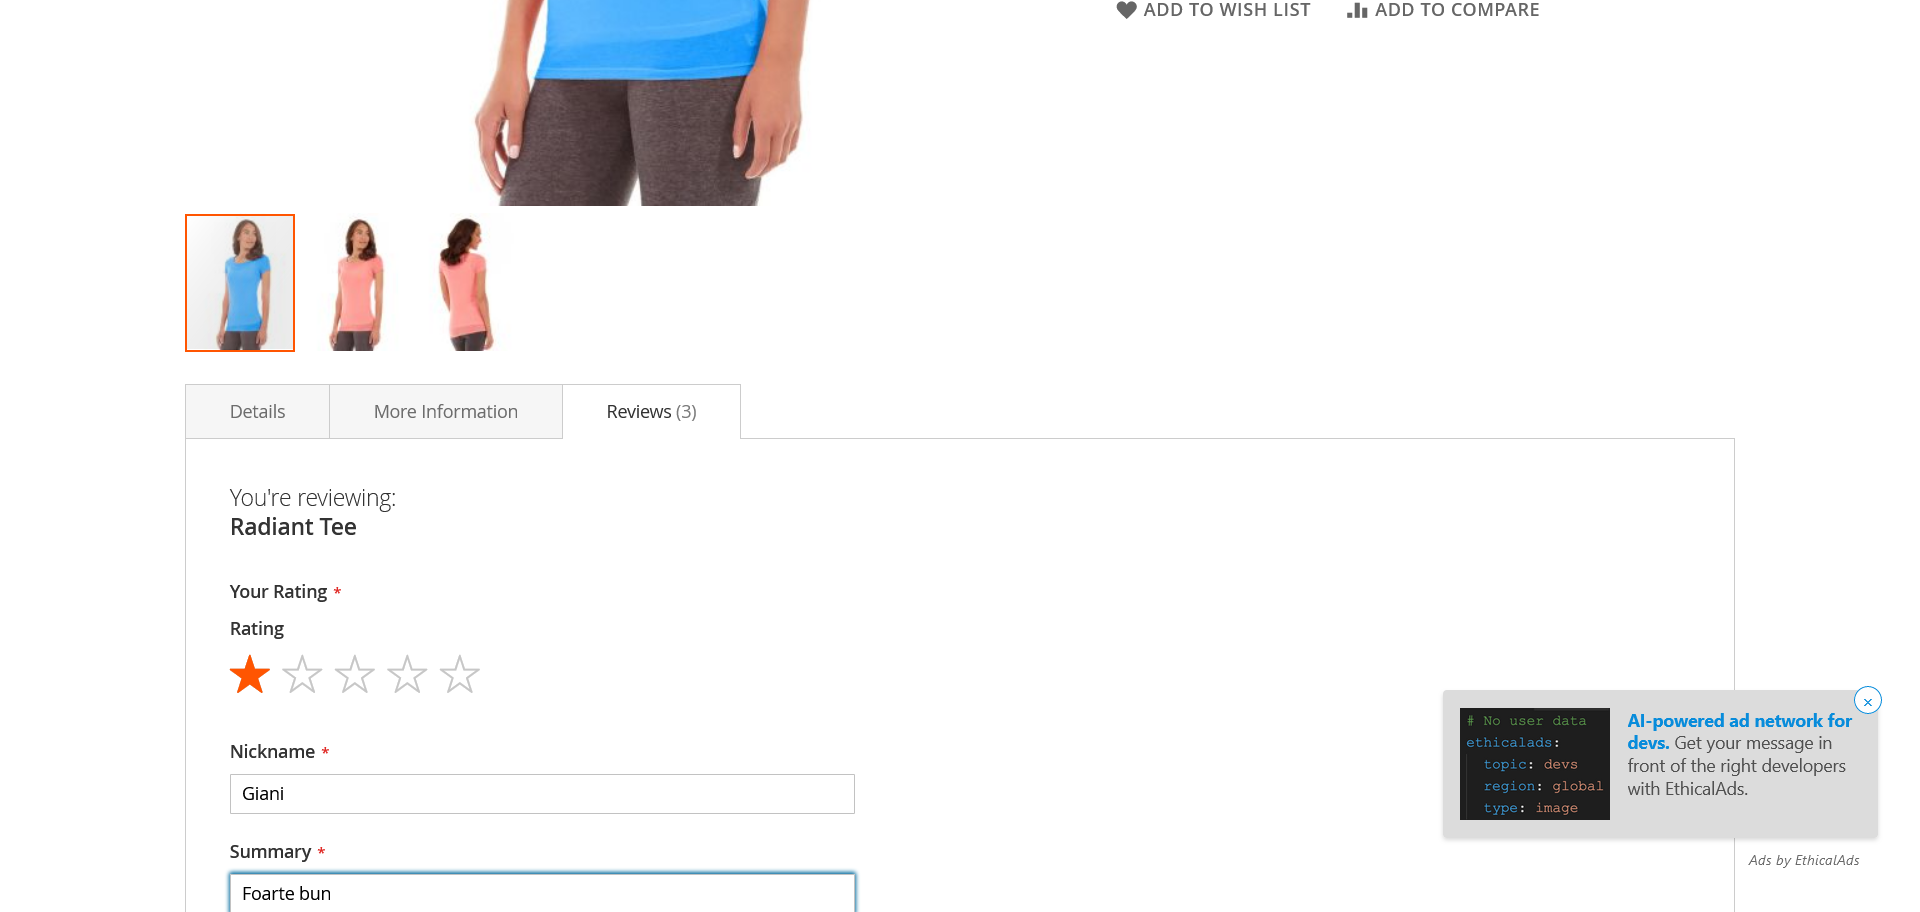 ADD TO WISH LIST
ADD TO COMPARE
Details
More Information
Reviews (3)
You're reviewing:
Radiant Tee
Your Rating *
Rating
Nickname *
Giani
Summary *
Foarte bun
×
# No user data
ethicalads:
topic: devs
region: global
type: image
AI-powered ad network for
devs. Get your message in
front of the right developers
with EthicalAds.
Ads by EthicalAds